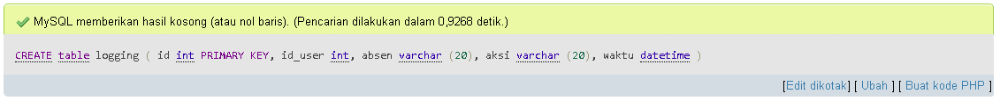 MySQL memberikan hasil kosong (atau nol baris). (Pencarian dilakukan dalam 0,9268 detik.)
CREATE table logging ( id int PRIMARY KEY, id_user int, absen varchar (20), aksi varchar (20), waktu datetime )
[Edit dikotak] [ Ubah ] [ Buat kode PHP ]